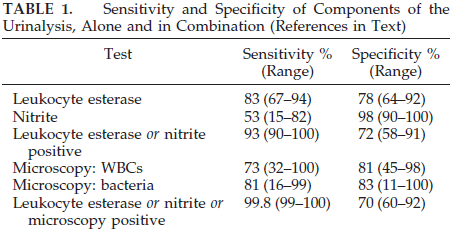 TABLE 1. Sensitivity and Specificity of Components of the
Urinalysis, Alone and in Combination (References in Text)
Test Sensitivity % Specificity %
(Range) (Range)
Leukocyte esterase 83 (67–94) 78 (64–92)
Nitrite 53 (15–82) 98 (90–100)
Leukocyte esterase or nitrite 93 (90–100) 72 (58–91)
positive
Microscopy: WBCs 73 (32–100) 81 (45–98)
Microscopy: bacteria 81 (16–99) 83 (11–100)
Leukocyte esterase or nitrite or 99.8 (99–100) 70 (60–92)
microscopy positive